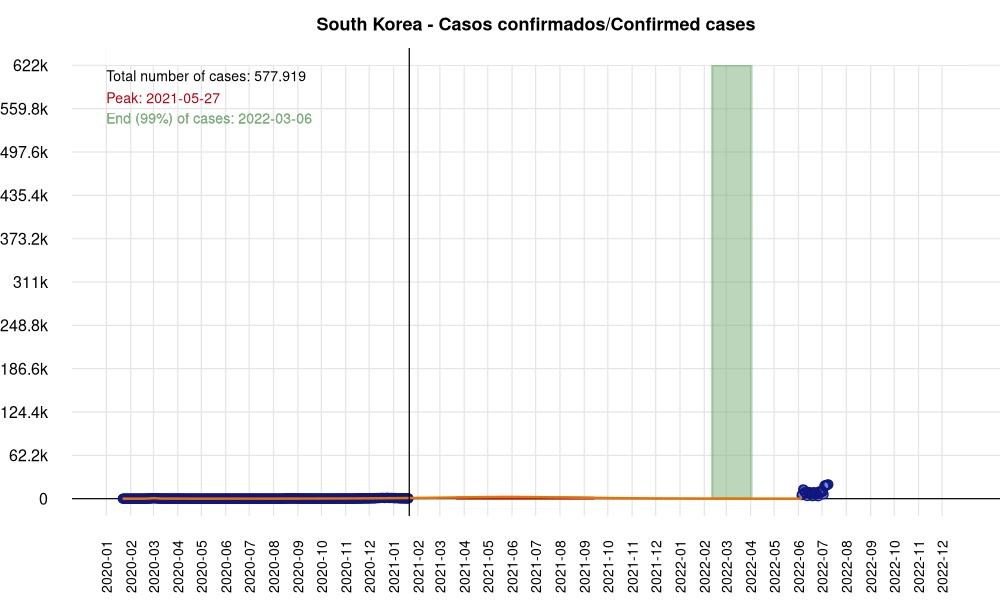 South Korea - Casos confirmados/Confirmed cases
Total number of cases: 577.919
Peak: 2021-05-27
End (99%) of cases: 2022-03-06
622k
559.8k
497.6k
435.4k
373.2k
311k
248.8k
186.6k
124.4k
62.2k
0
2020-01
2020-02
2020-03
2020-04
2020-05
2020-06
2020-07
2020-08
2020-09
2020-10
2020-11
2020-12
2021-01
2021-02
2021-03
2021-04
2021-05
2021-06
2021-07
2021-08
2021-09
2021-10
2021-11
2021-12
2022-01
2022-02
2022-03
2022-04
2022-05
2022-06
2022-07
2022-08
2022-09
2022-10
2022-11
2022-12